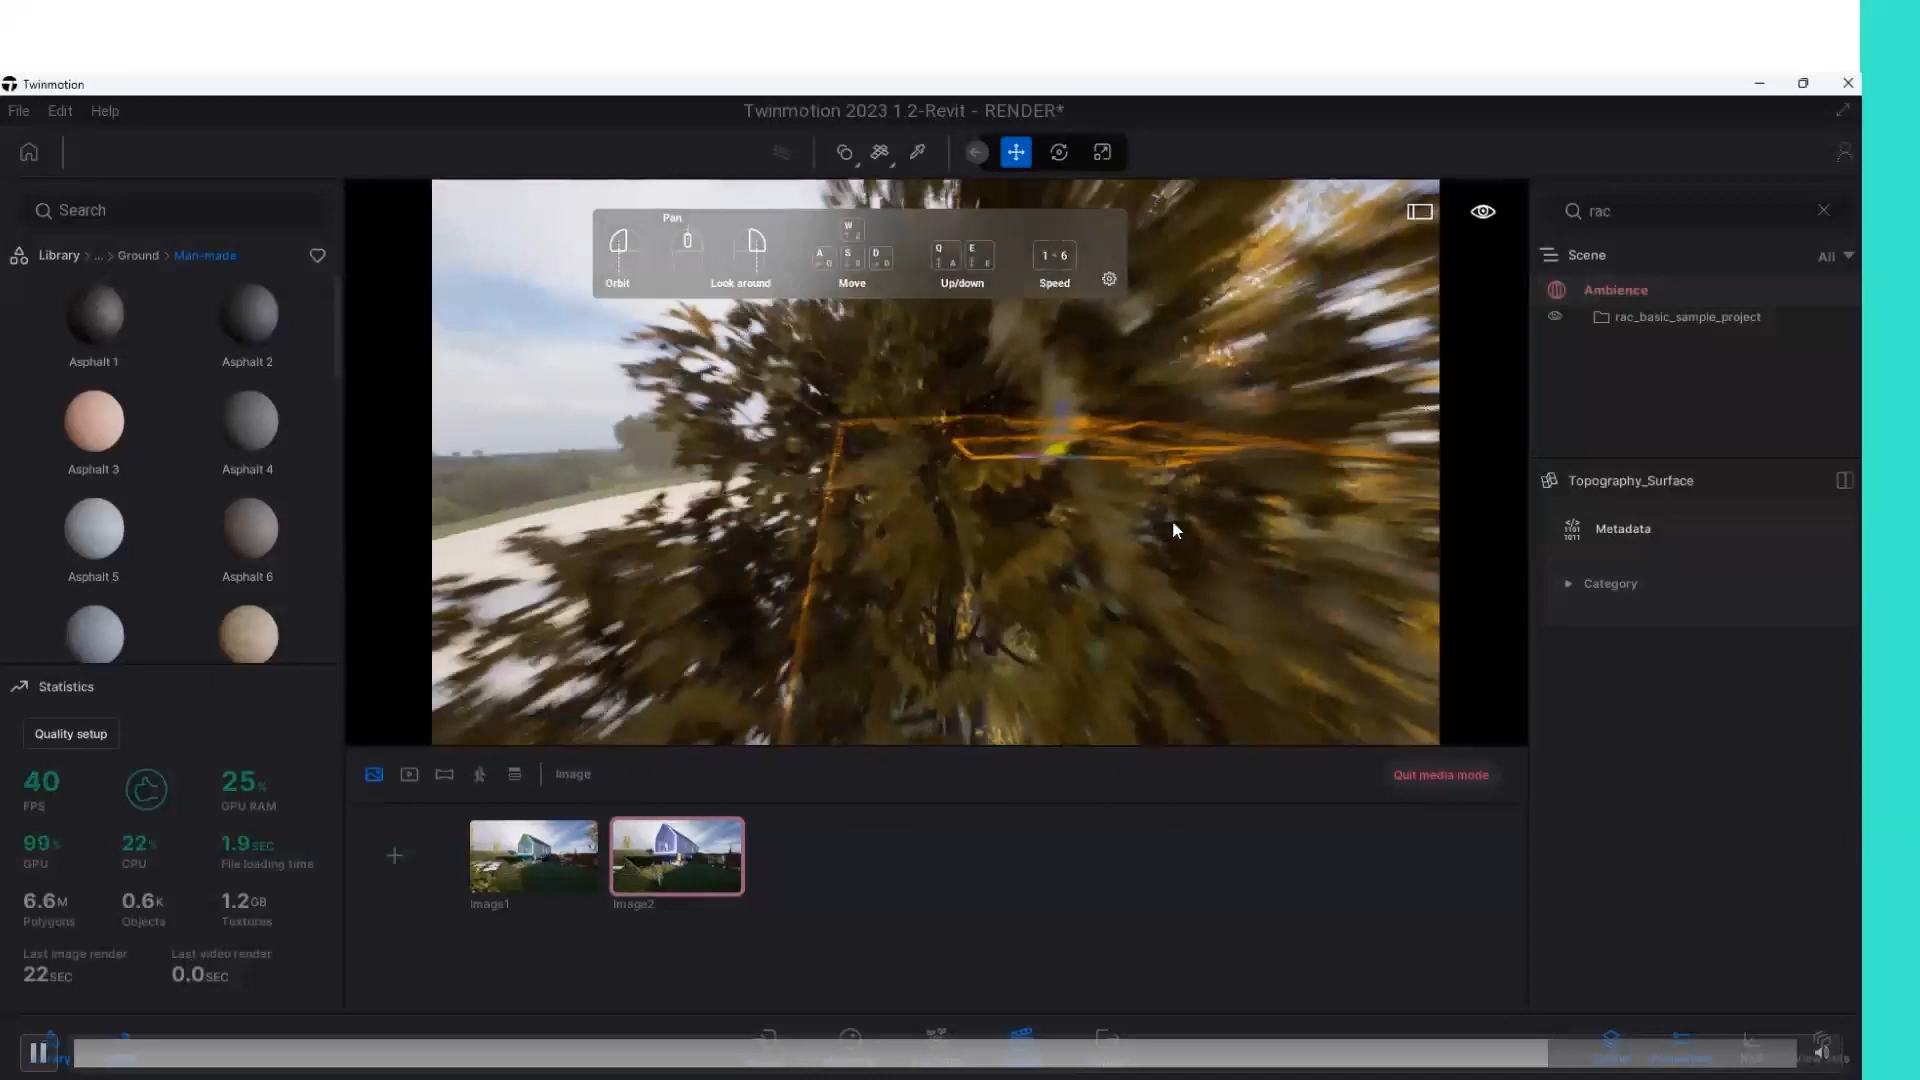 Twinmotion
File Edit Help
Twinmotion 2023 1.2-Revit - RENDER*
Search
Library > ... > Ground > Man-made
Asphalt 1
Asphalt 2
Asphalt 3
Asphalt 4
Asphalt 5
Asphalt 6
Statistics
Quality setup
40
FPS
25%
GPU RAM
99%
GPU
22%
CPU
1.9SEC
File loading time
6.6M
Polygons
0.6K
Objects
1.2GB
Textures
Last image render
22SEC
Last video render
0.0SEC
Pan
W
A S D
Q E
1 - 6
Orbit
Look around
Move
Up/down
Speed
Image
Quit media mode
Image1
Image2
rac
Scene
All
Ambience
rac_basic_sample_project
Topography_Surface
Metadata
Category